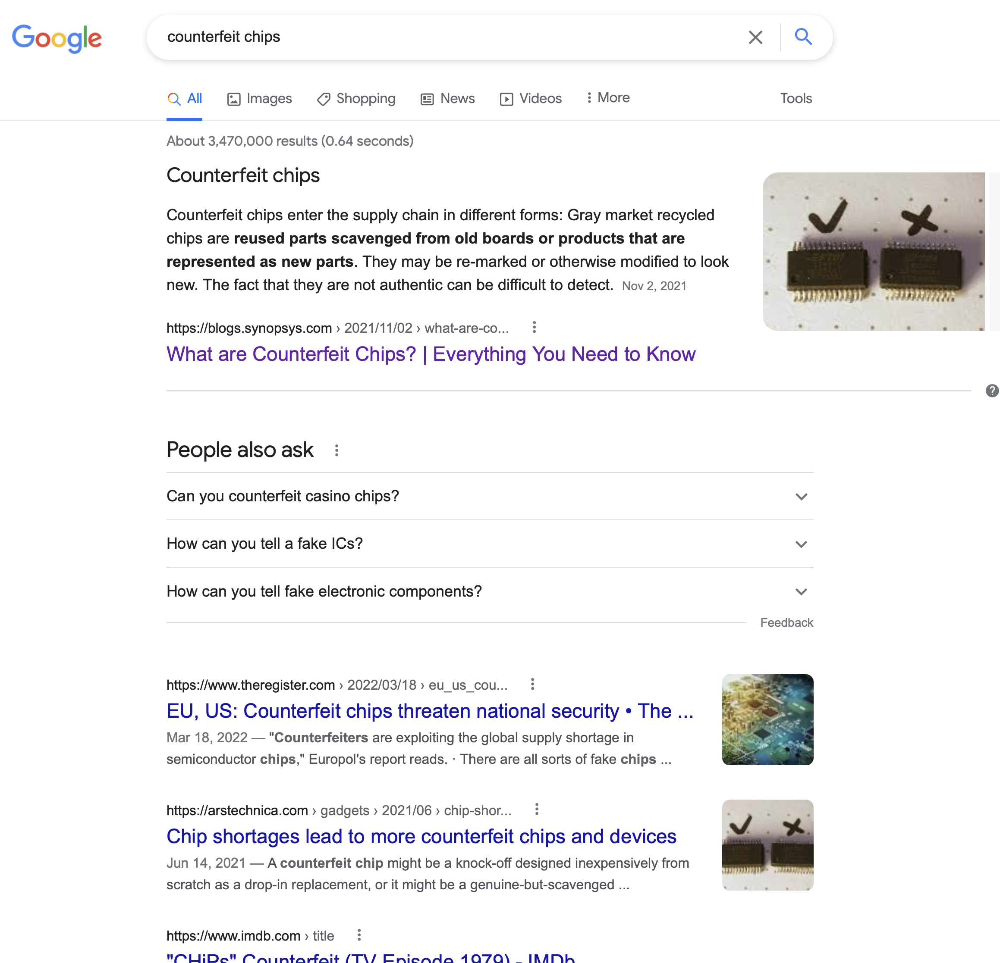 Google
counterfeit chips
All Images Shopping News Videos More Tools
About 3,470,000 results (0.64 seconds)
Counterfeit chips
Counterfeit chips enter the supply chain in different forms: Gray market recycled
chips are reused parts scavenged from old boards or products that are
represented as new parts. They may be re-marked or otherwise modified to look
new. The fact that they are not authentic can be difficult to detect. Nov 2, 2021
https://blogs.synopsys.com › 2021/11/02 › what-are-co...
What are Counterfeit Chips? | Everything You Need to Know
People also ask
Can you counterfeit casino chips?
How can you tell a fake ICs?
How can you tell fake electronic components?
Feedback
https://www.theregister.com › 2022/03/18 › eu_us_cou...
EU, US: Counterfeit chips threaten national security • The ...
Mar 18, 2022 — "Counterfeiters are exploiting the global supply shortage in
semiconductor chips," Europol's report reads. · There are all sorts of fake chips ...
https://arstechnica.com › gadgets › 2021/06 › chip-shor...
Chip shortages lead to more counterfeit chips and devices
Jun 14, 2021 — A counterfeit chip might be a knock-off designed inexpensively from
scratch as a drop-in replacement, or it might be a genuine-but-scavenged ...
https://www.imdb.com › title
"CHiPs" Counterfeit (TV Episode 1979) - IMDb